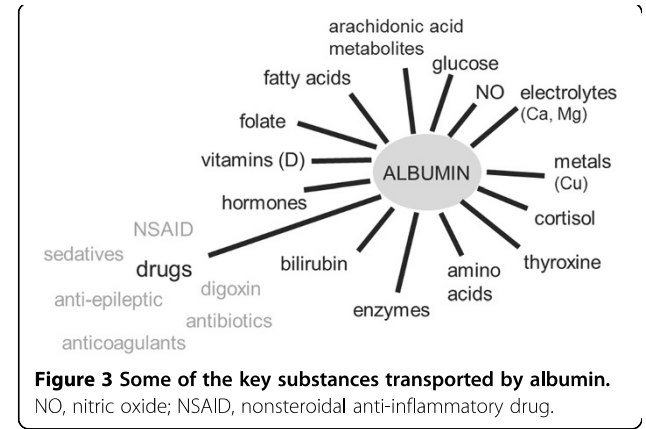 arachidonic acid
metabolites
glucose
fatty acids
NO
electrolytes
(Ca, Mg)
folate
vitamins (D)
ALBUMIN
metals
(Cu)
hormones
cortisol
NSAID
sedatives
drugs
bilirubin
thyroxine
amino
acids
anti-epileptic
digoxin
enzymes
antibiotics
anticoagulants
Figure 3 Some of the key substances transported by albumin.
NO, nitric oxide; NSAID, nonsteroidal anti-inflammatory drug.